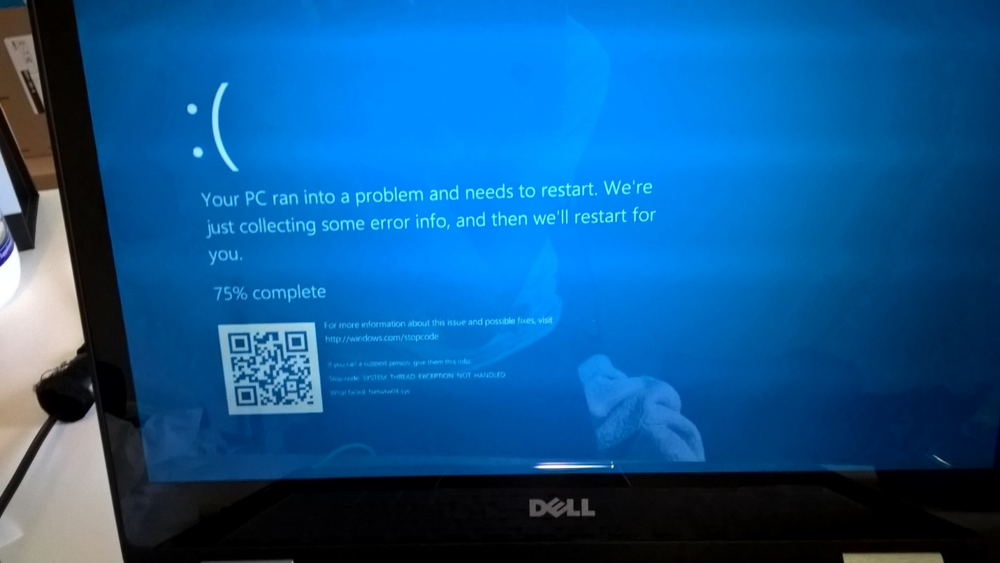 :(
Your PC ran into a problem and needs to restart. We're
just collecting some error info, and then we'll restart for
you.
75% complete
For more information about this issue and possible fixes, visit
http://windows.com/stopcode
If you call a support person, give them this info:
Stop code: SYSTEM THREAD EXCEPTION NOT HANDLED
What failed: Netwtw04.sys
DELL